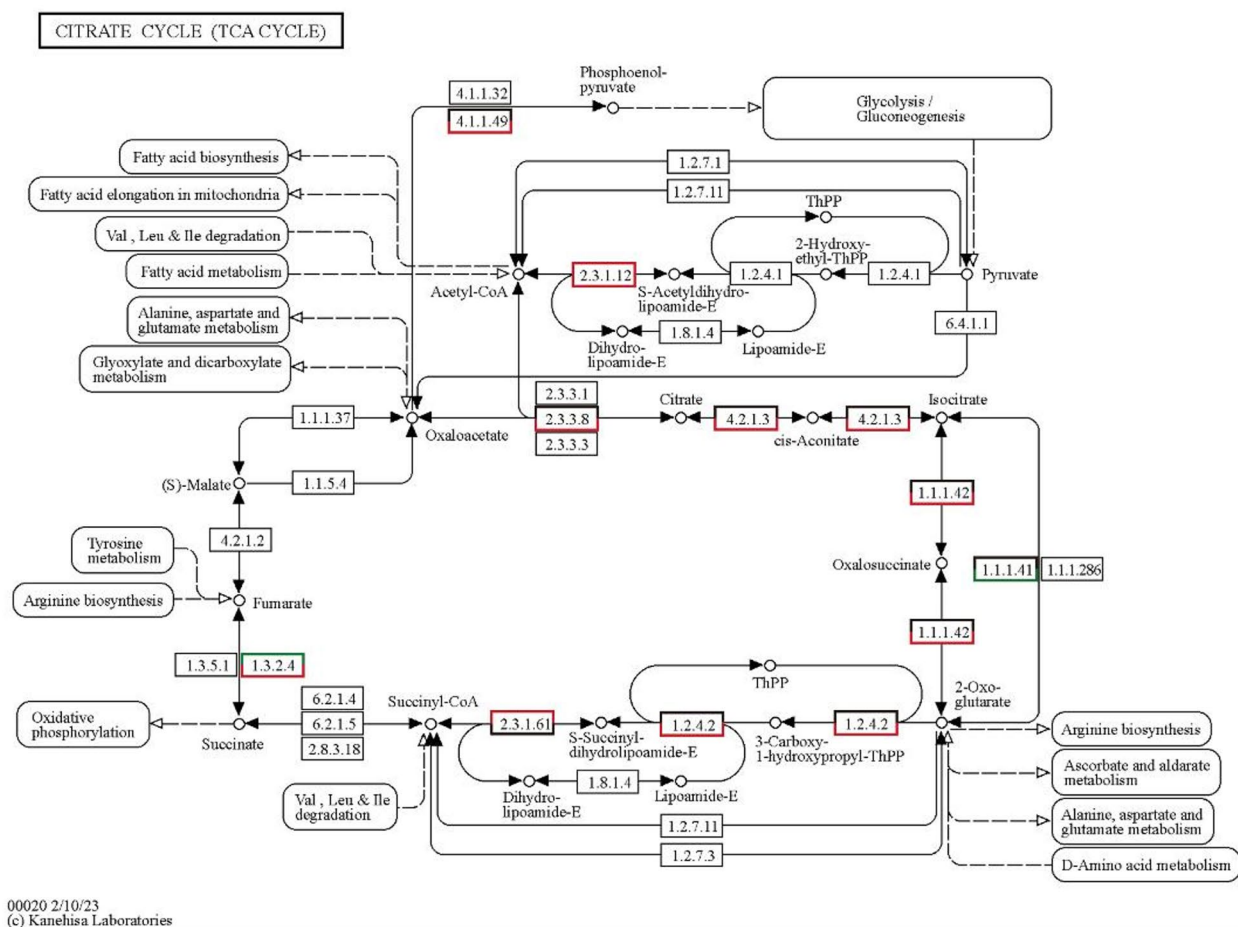 CITRATE CYCLE (TCA CYCLE)
Phosphoenol-
pyruvate
4.1.1.32
4.1.1.49
Glycolysis /
Gluconeogenesis
Fatty acid biosynthesis
Fatty acid elongation in mitochondria
Val , Leu & Ile degradation
Fatty acid metabolism
1.2.7.1
1.2.7.11
ThPP
2-Hydroxy-
ethyl-ThPP
2.3.1.12
1.2.4.1
1.2.4.1
Pyruvate
Acetyl-CoA
S-Acetyldihydro-
lipoamide-E
Alanine, aspartate and
glutamate metabolism
1.8.1.4
6.4.1.1
Dihydro-
lipoamide-E
Lipoamide-E
Glyoxylate and dicarboxylate
metabolism
2.3.3.1
Citrate
Isocitrate
1.1.1.37
Oxaloacetate
2.3.3.8
4.2.1.3
4.2.1.3
cis-Aconitate
2.3.3.3
(S)-Malate
1.1.5.4
1.1.1.42
4.2.1.2
Tyrosine
metabolism
Oxalosuccinate
1.1.1.41
1.1.1.286
Arginine biosynthesis
Fumarate
1.1.1.42
1.3.5.1
1.3.2.4
ThPP
2-Oxo-
glutarate
Succinyl-CoA
6.2.1.4
Oxidative
phosphorylation
6.2.1.5
2.3.1.61
1.2.4.2
1.2.4.2
Succinate
2.8.3.18
S-Succinyl-
dihydrolipoamide-E
3-Carboxy-
1-hydroxypropyl-ThPP
Arginine biosynthesis
Val , Leu & Ile
degradation
1.8.1.4
Dihydro-
lipoamide-E
Lipoamide-E
Ascorbate and aldarate
metabolism
1.2.7.11
Alanine, aspartate and
glutamate metabolism
1.2.7.3
D-Amino acid metabolism
00020 2/10/23
(c) Kanehisa Laboratories